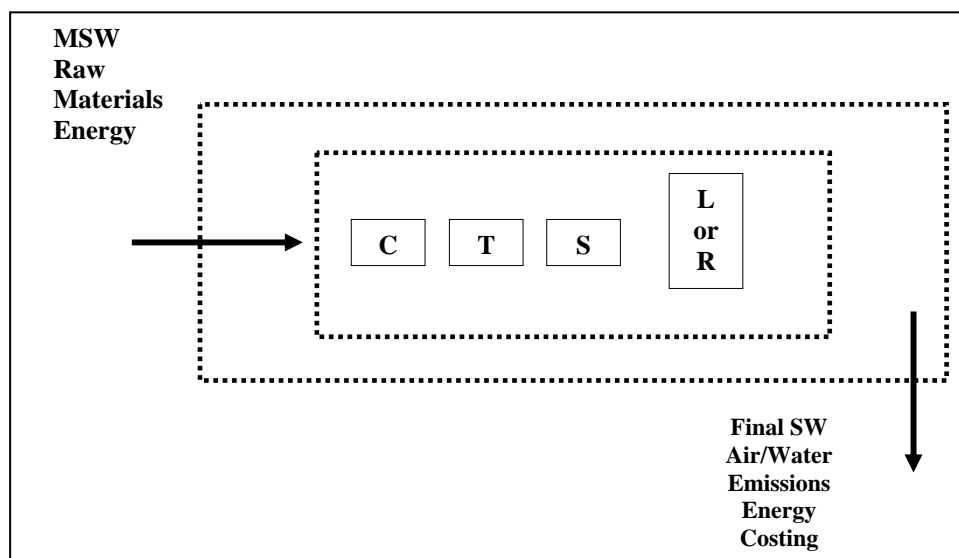 MSW
Raw
Materials
Energy
C
T
S
L
or
R
Final SW
Air/Water
Emissions
Energy
Costing